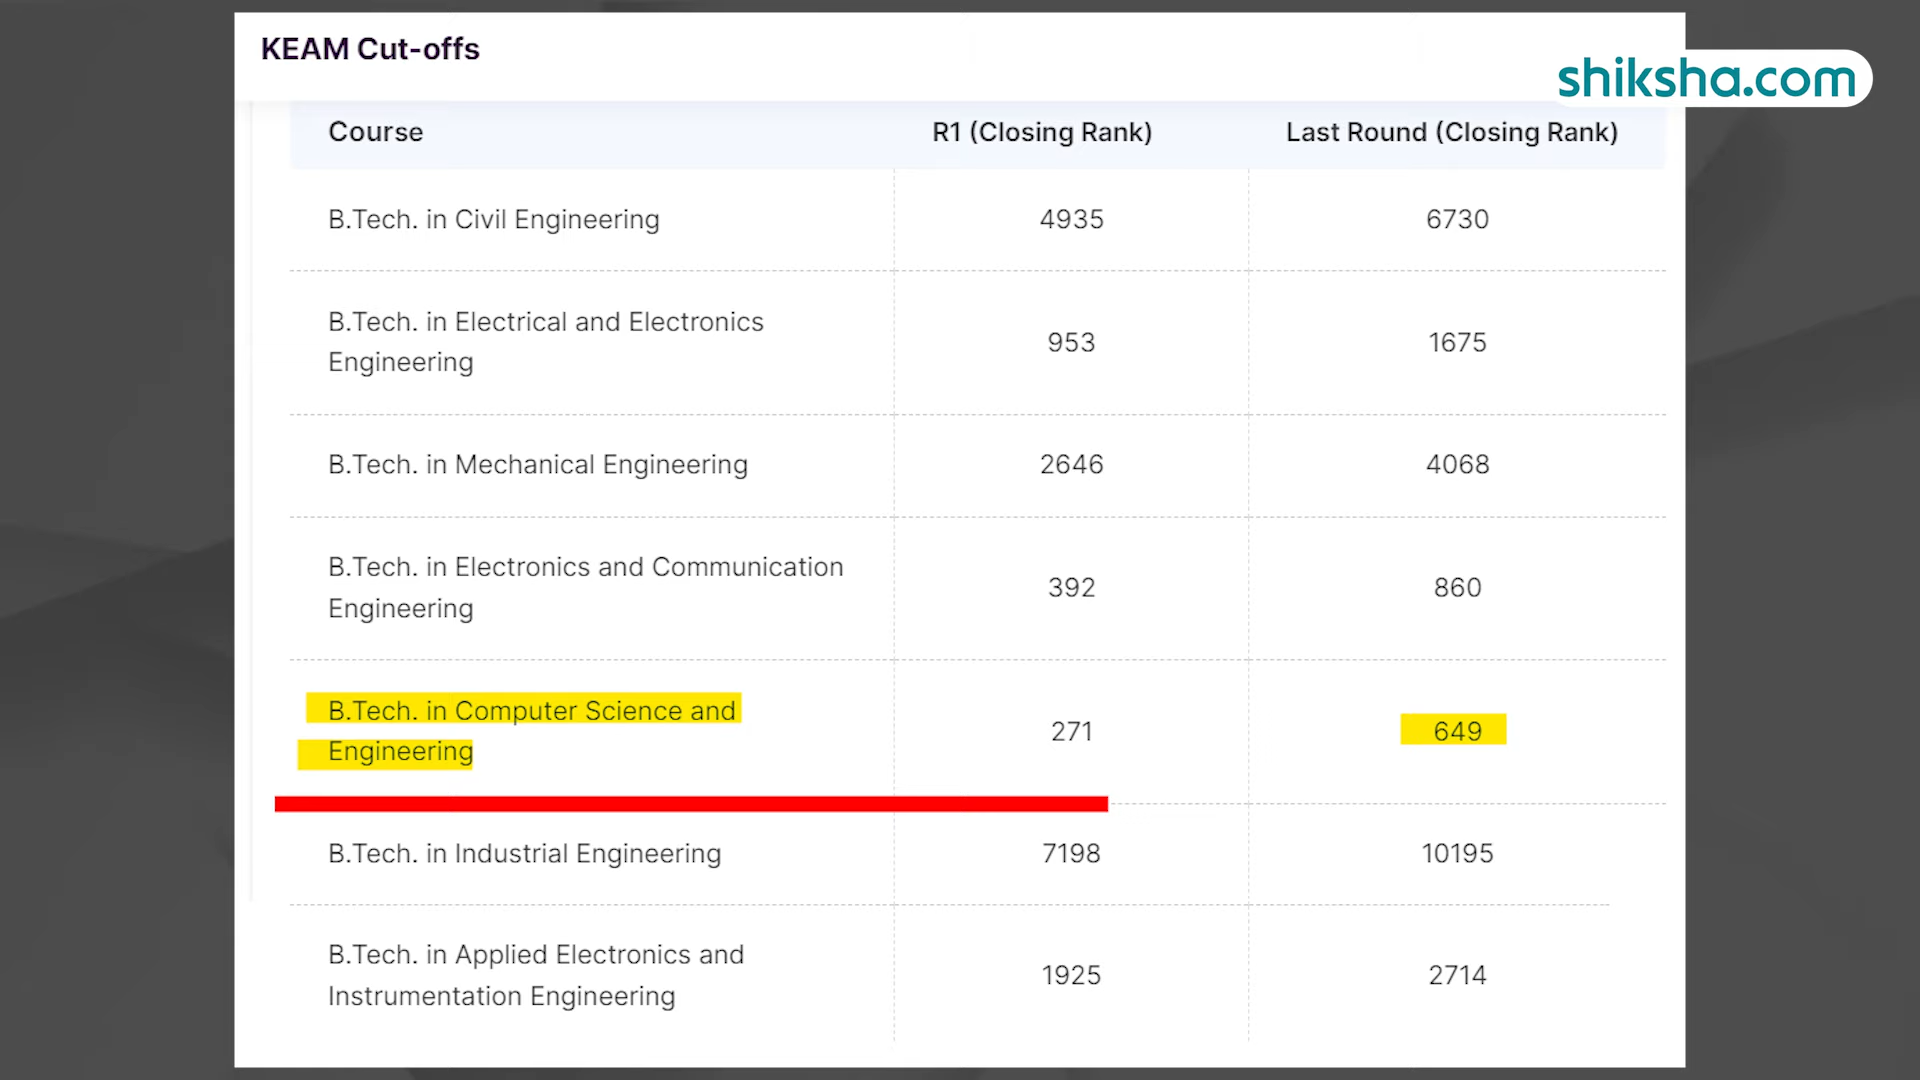 KEAM Cut-offs
shiksha.com
Course R1 (Closing Rank) Last Round (Closing Rank)
B.Tech. in Civil Engineering 4935 6730
B.Tech. in Electrical and Electronics
Engineering 953 1675
B.Tech. in Mechanical Engineering 2646 4068
B.Tech. in Electronics and Communication
Engineering 392 860
B.Tech. in Computer Science and
Engineering 271 649
B.Tech. in Industrial Engineering 7198 10195
B.Tech. in Applied Electronics and
Instrumentation Engineering 1925 2714